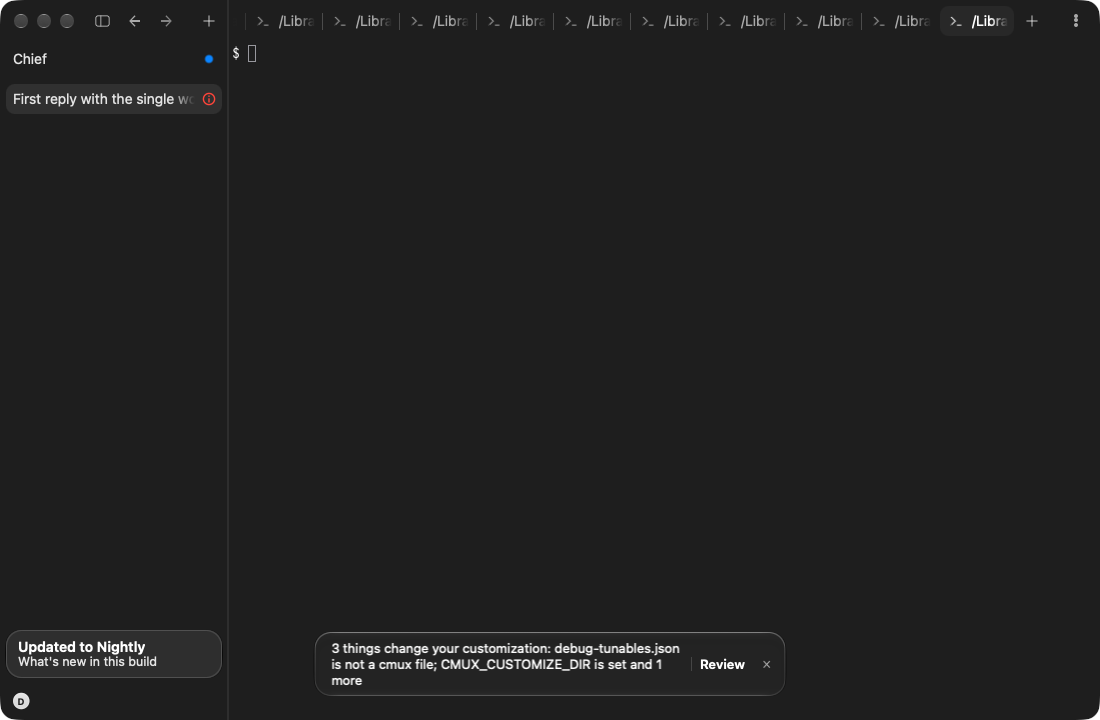 /Libra
/Libra
/Libra
/Libra
/Libra
/Libra
/Libra
/Libra
/Libra
/Libra
Chief
$
First reply with the single wo
Updated to Nightly
What's new in this build
3 things change your customization: debug-tunables.json
is not a cmux file; CMUX_CUSTOMIZE_DIR is set and 1
more
Review
D